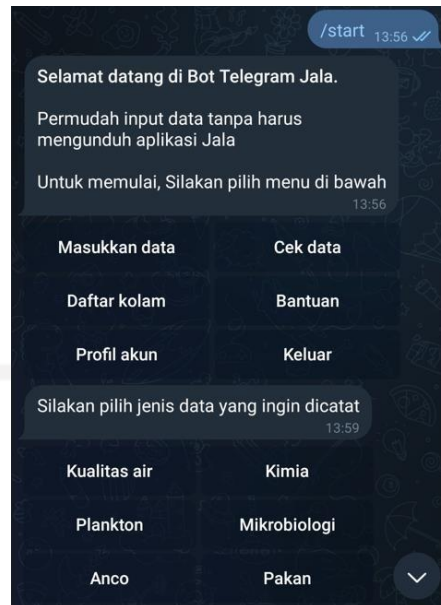 /start 13:56
Selamat datang di Bot Telegram Jala.
Permudah input data tanpa harus
mengunduh aplikasi Jala
Untuk memulai, Silakan pilih menu di bawah
13:56
Masukkan data Cek data
Daftar kolam Bantuan
Profil akun Keluar
Silakan pilih jenis data yang ingin dicatat
13:59
Kualitas air Kimia
Plankton Mikrobiologi
Anco Pakan